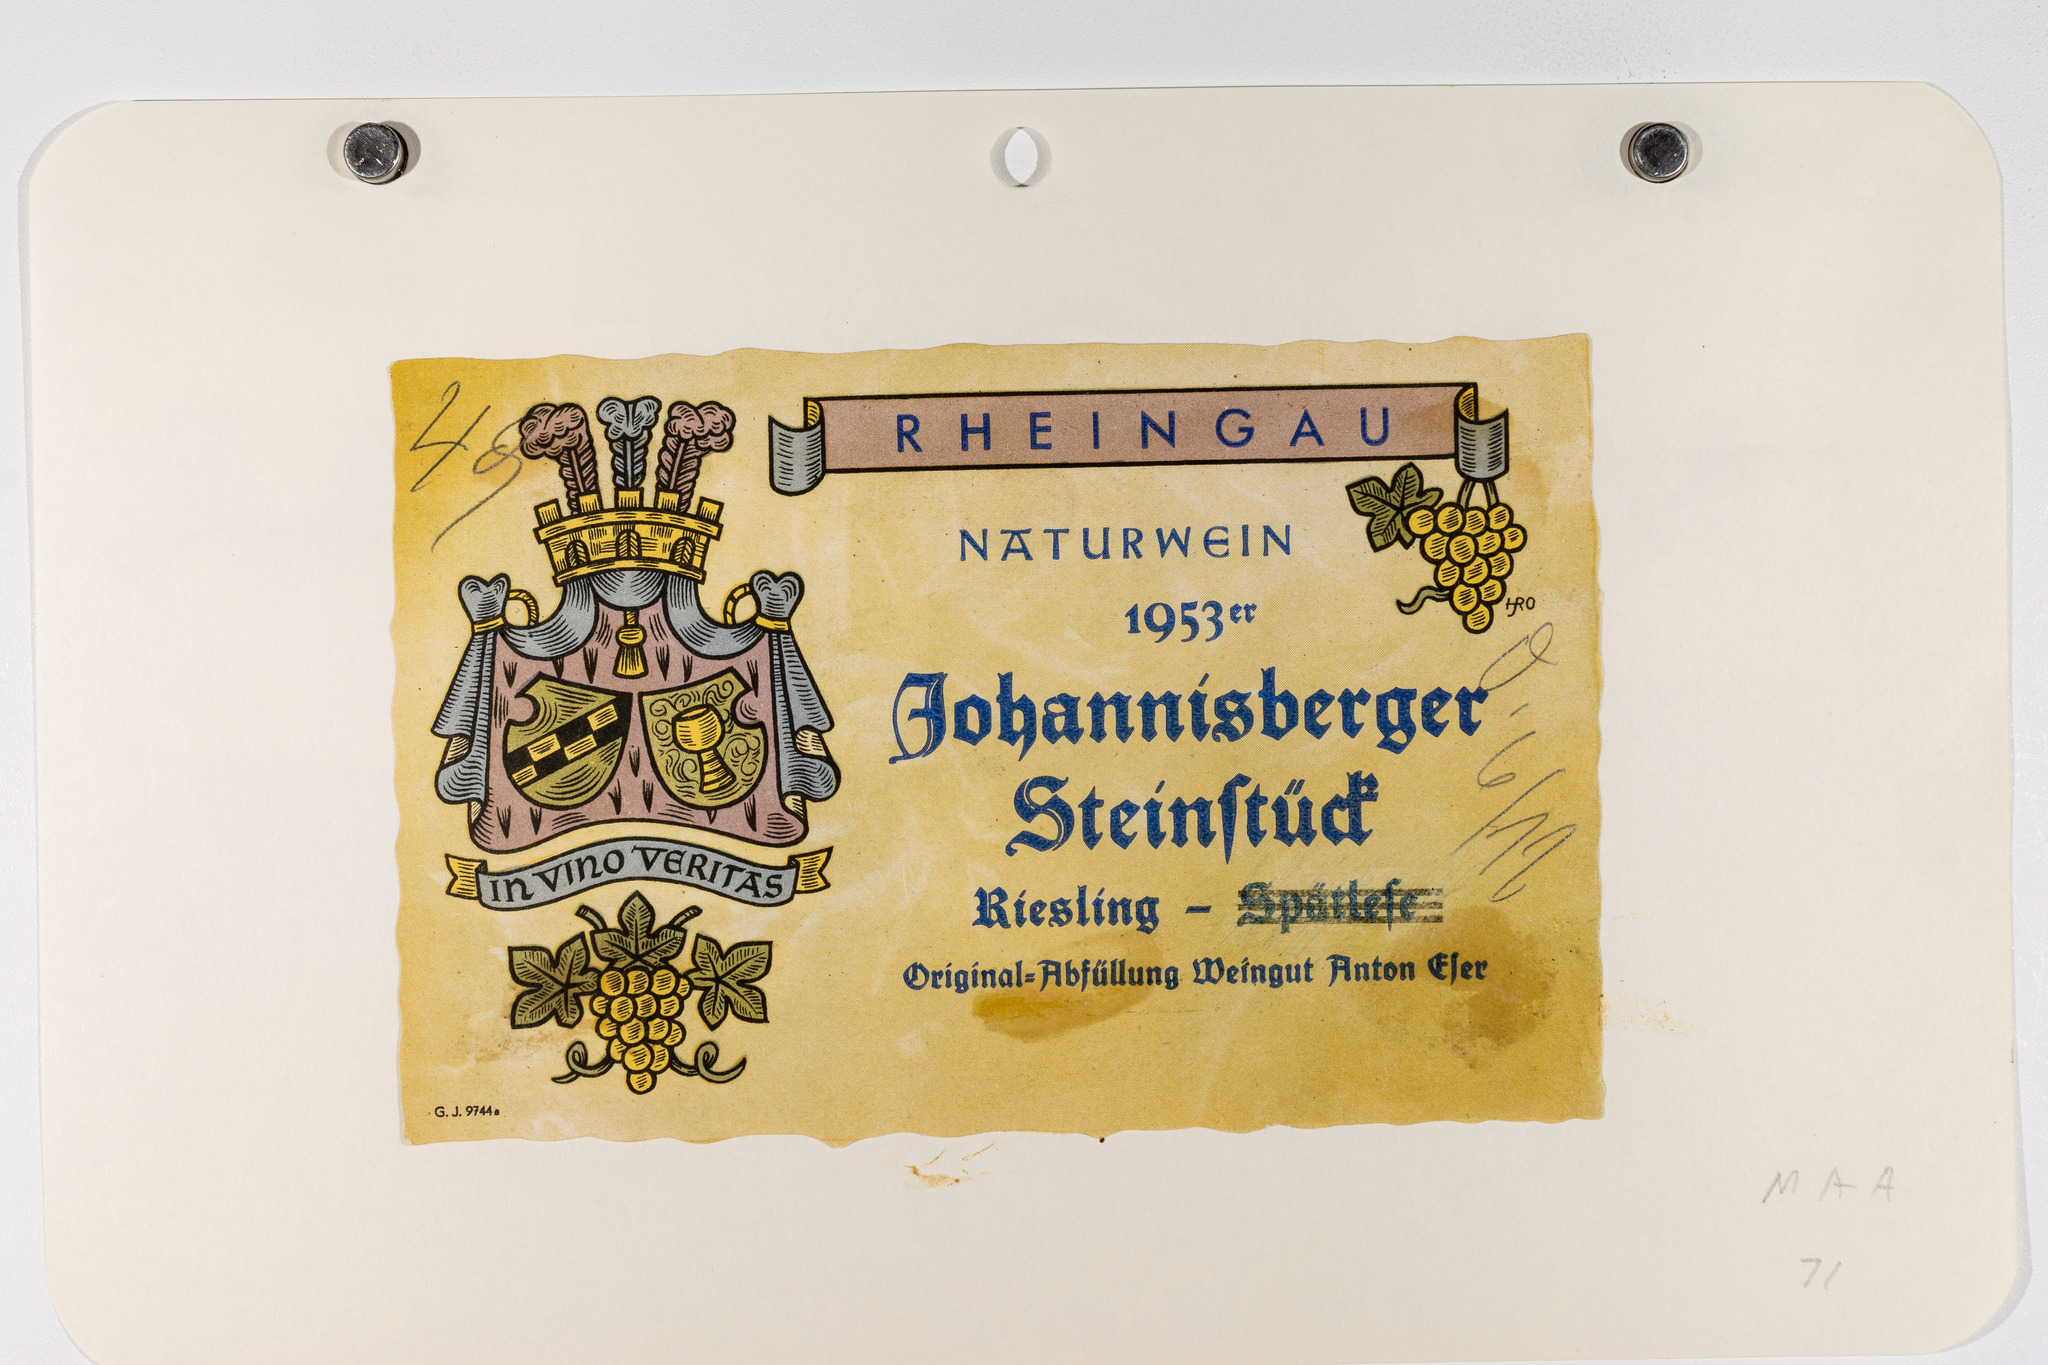 48
RHEINGAU
NATURWEIN
HRO
1953er
Johannisberger
Steinſtück
Riesling – Spätleſe
Original=Abfüllung Weingut Anton Eſer
IN VINO VERITAS
G. J. 9744a
MAA
71